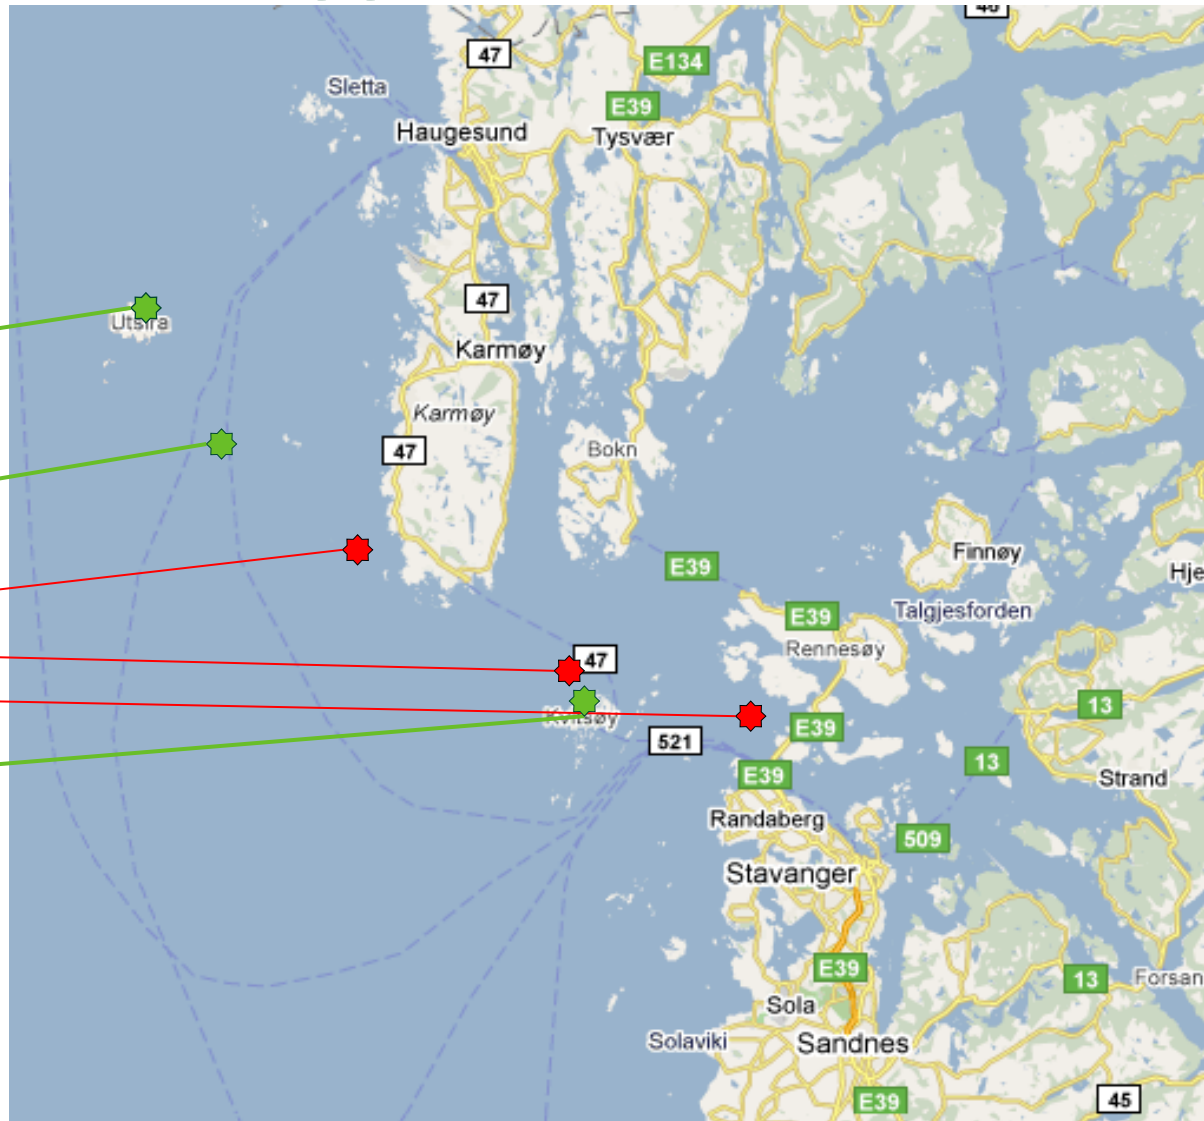 46
47
E134
Sletta
E39
Haugesund
Tysvær
47
Utsira
Karmøy
Karmøy
47
Bokn
Finnøy
E39
Hje
Talgjesforden
E39
Rennesøy
47
13
Kvitsøy
E39
521
13
E39
Strand
Randaberg
509
Stavanger
E39
13
Forsan
Sola
Solaviki
Sandnes
E39
45